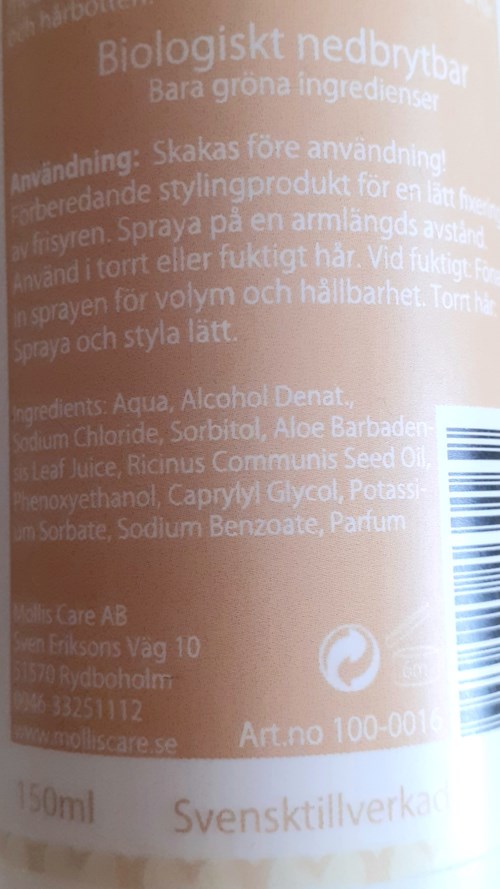 och hårbotten.
Biologiskt nedbrytbar
Bara gröna ingredienser
Användning: Skakas före användning!
Förberedande stylingprodukt för en lätt fixering
av frisyren. Spraya på en armlängds avstånd.
Använd i torrt eller fuktigt hår. Vid fuktigt: Fön
in sprayen för volym och hållbarhet. Torrt hår:
Spraya och styla lätt.
Ingredients: Aqua, Alcohol Denat.,
Sodium Chloride, Sorbitol, Aloe Barbaden-
sis Leaf Juice, Ricinus Communis Seed Oil,
Phenoxyethanol, Caprylyl Glycol, Potassi-
um Sorbate, Sodium Benzoate, Parfum
Mollis Care AB
Sven Eriksons Väg 10
51570 Rydboholm
0046 33251112
www.molliscare.se
Art.no 100-0016
150ml
Svensktillverkad